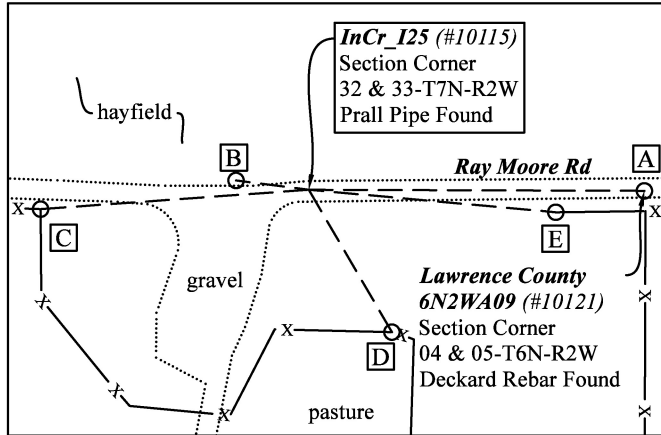 InCr_I25 (#10115)
Section Corner
32 & 33-T7N-R2W
Prall Pipe Found
hayfield
B
Ray Moore Rd
A
X
X
C
E
gravel
Lawrence County
6N2WA09 (#10121)
Section Corner
04 & 05-T6N-R2W
Deckard Rebar Found
X
X
X
D
X
X
X
pasture
X
X